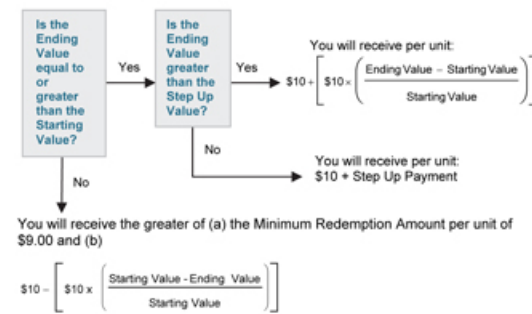 Is the
Ending
Value
equal to
or
greater
than the
Starting
Value?
Yes
Is the
Ending
Value
greater
than the
Step Up
Value?
Yes
You will receive per unit:
$10 + [ $10 × ( Ending Value – Starting Value
Starting Value ) ]
No
You will receive per unit:
$10 + Step Up Payment
No
You will receive the greater of (a) the Minimum Redemption Amount per unit of
$9.00 and (b)
$10 – [ $10 x ( Starting Value - Ending Value
Starting Value ) ]